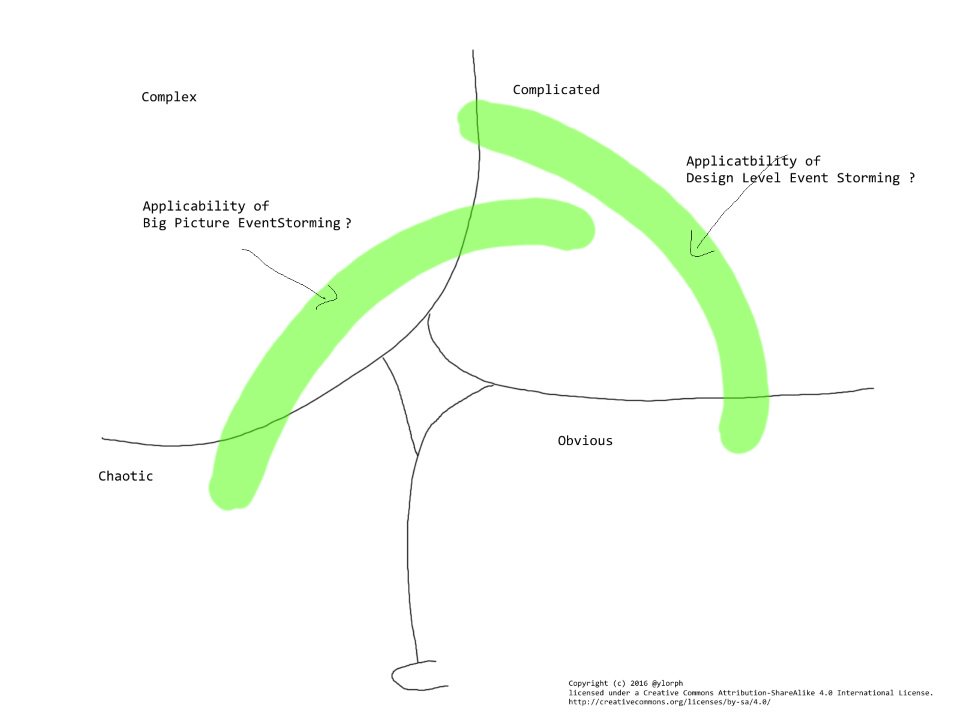 Complex
Complicated
Applicatbility of
Design Level Event Storming ?
Applicability of
Big Picture EventStorming ?
Obvious
Chaotic
Copyright (c) 2016 @ylorph
licensed under a Creative Commons Attribution-ShareAlike 4.0 International License.
http://creativecommons.org/licenses/by-sa/4.0/